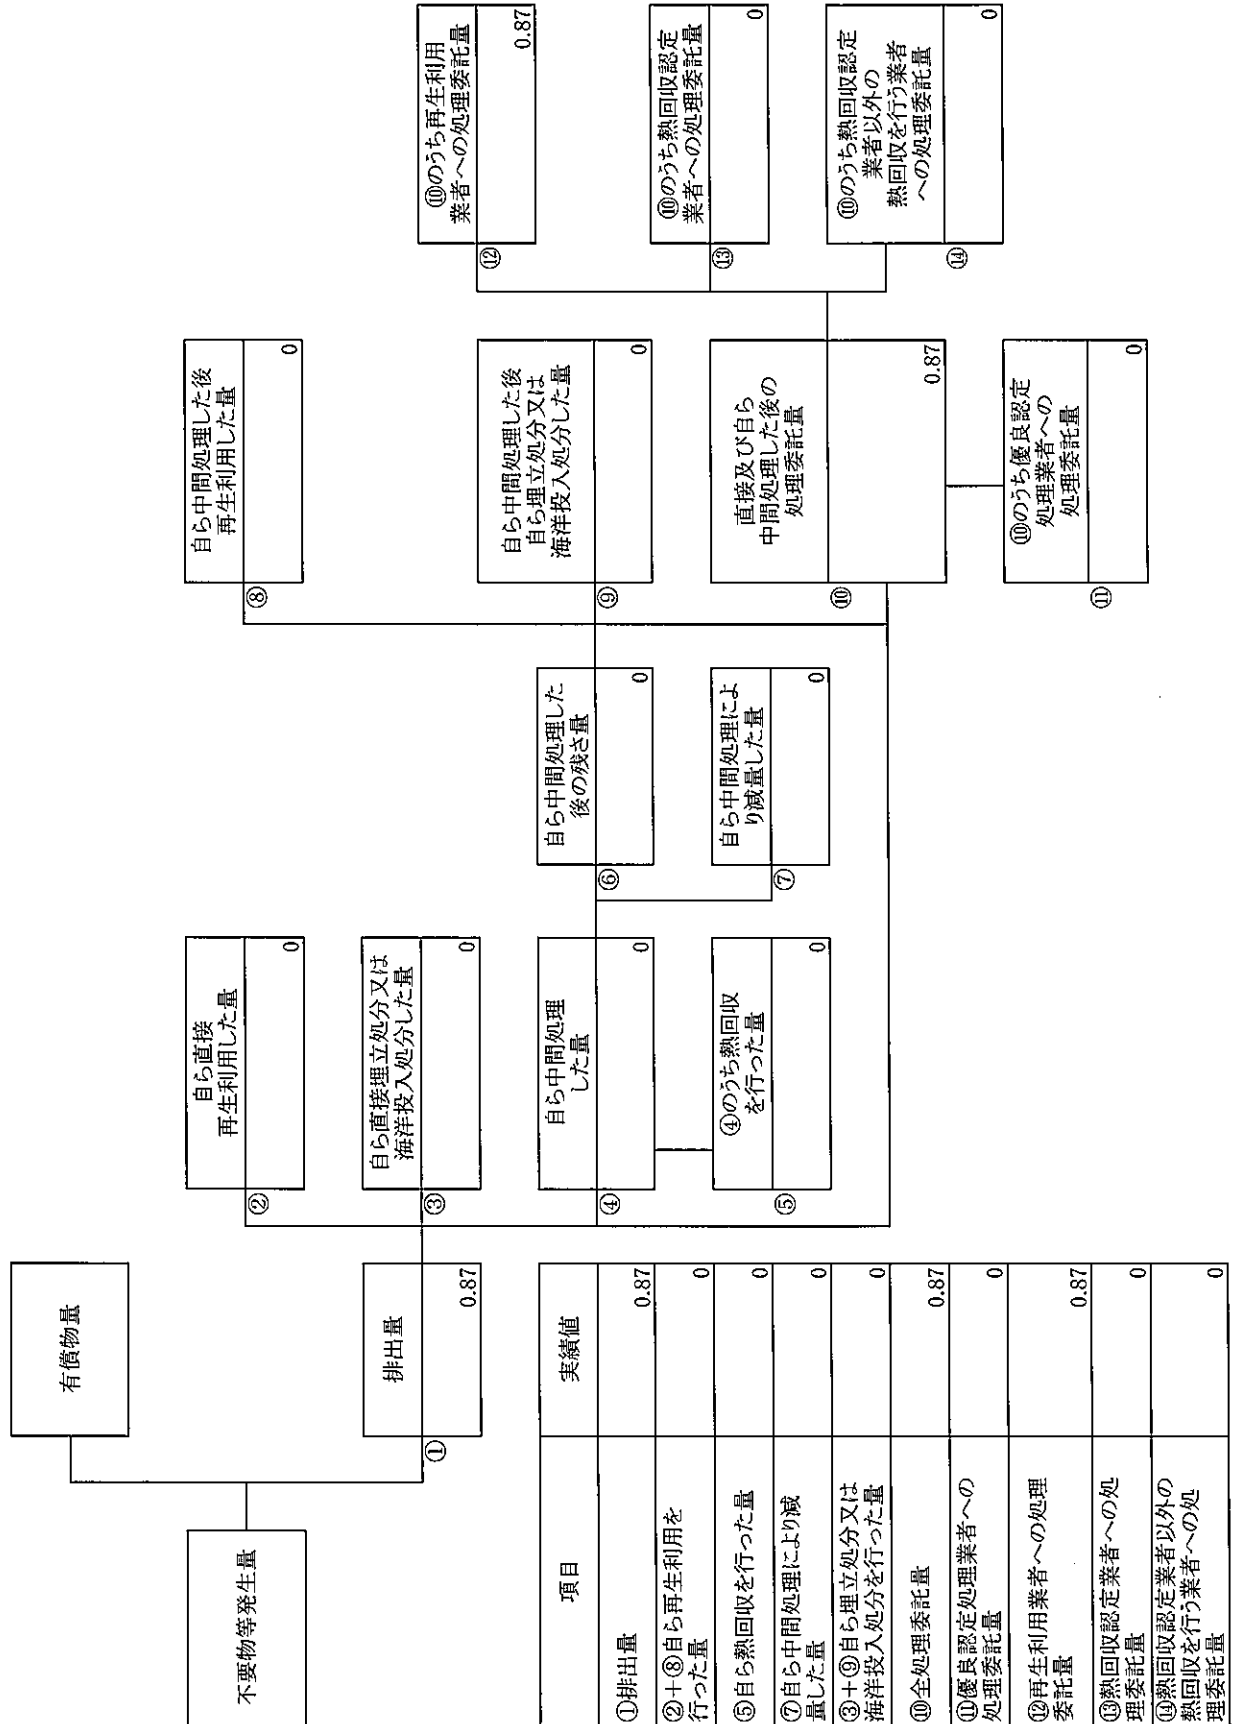 不要物等発生量
有償物量
排出量
①
0.87
自ら直接
再生利用した量
②
0
自ら直接埋立処分又は
海洋投入処分した量
③
0
自ら中間処理
した量
④
0
④のうち熱回収
を行った量
⑤
0
自ら中間処理した
後の残さ量
⑥
0
自ら中間処理によ
り減量した量
⑦
0
自ら中間処理した後
再生利用した量
⑧
0
自ら中間処理した後
自ら埋立処分又は
海洋投入処分した量
⑨
0
直接及び自ら
中間処理した後の
処理委託量
⑩
0.87
⑩のうち優良認定
処理業者への
処理委託量
⑪
0
⑩のうち再生利用
業者への処理委託量
⑫
0.87
⑩のうち熱回収認定
業者への処理委託量
⑬
0
⑩のうち熱回収認定
業者以外の
熱回収を行う業者
への処理委託量
⑭
0
項目 実績値
①排出量 0.87
②+⑧自ら再生利用を
行った量 0
⑤自ら熱回収を行った量 0
⑦自ら中間処理により減
量した量 0
③+⑨自ら埋立処分又は
海洋投入処分を行った量 0
⑩全処理委託量 0.87
⑪優良認定処理業者への
処理委託量 0
⑫再生利用業者への処理
委託量 0.87
⑬熱回収認定業者への処
理委託量 0
⑭熱回収認定業者以外の
熱回収を行う業者への処
理委託量 0